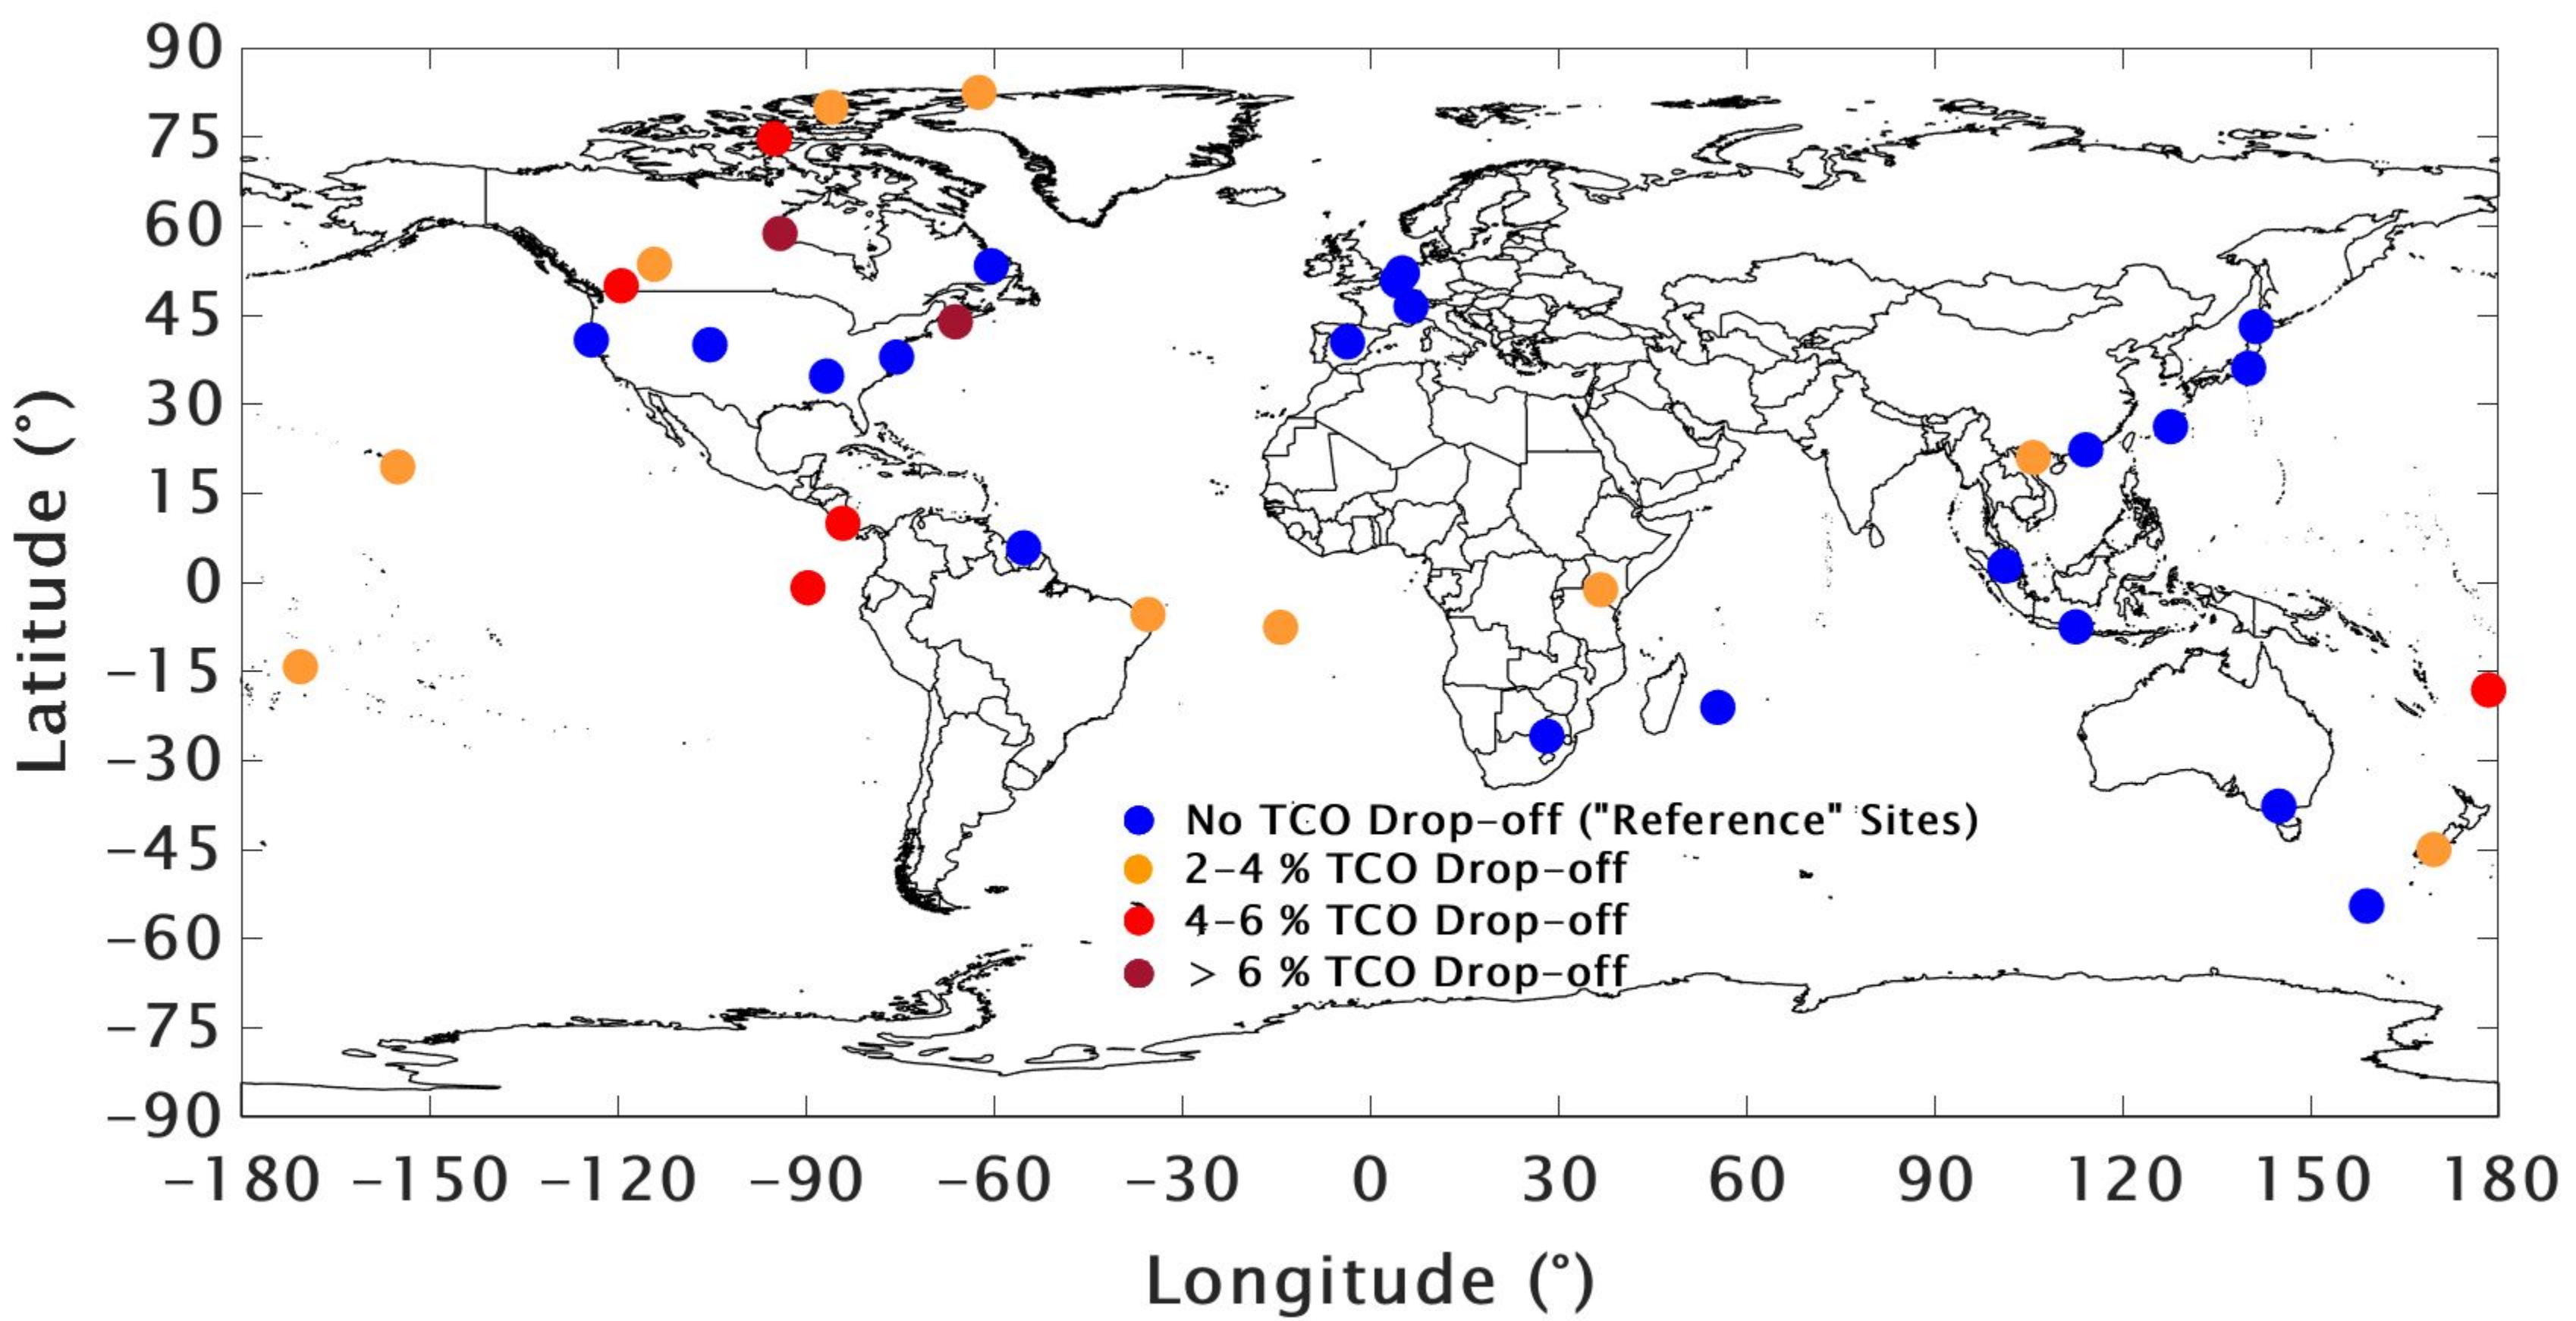 90
75
60
45
30
15
0
−15
−30
−45
−60
−75
−90
Latitude (°)
No TCO Drop−off ("Reference" Sites)
2−4 % TCO Drop−off
4−6 % TCO Drop−off
> 6 % TCO Drop−off
−180 −150 −120 −90 −60 −30 0 30 60 90 120 150 180
Longitude (°)